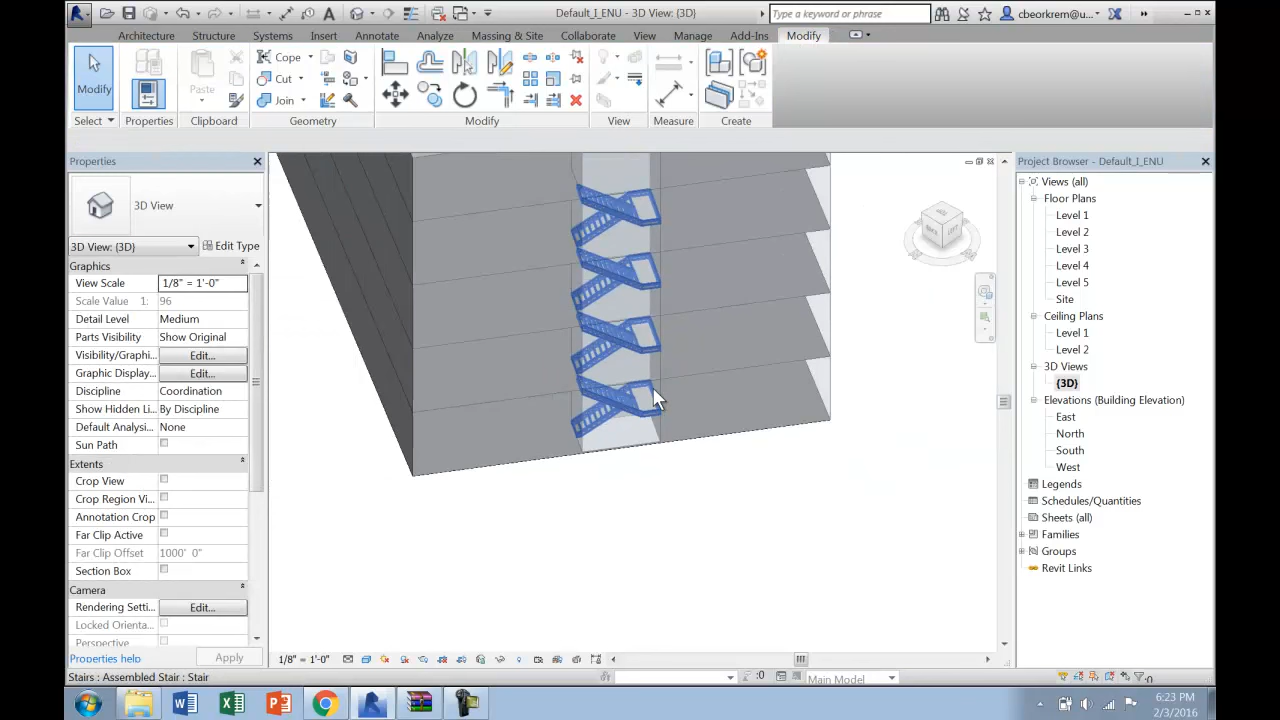 Default_I_ENU - 3D View: {3D}
Type a keyword or phrase
cbeorkrem@u...
Architecture
Structure
Systems
Insert
Annotate
Analyze
Massing & Site
Collaborate
View
Manage
Add-Ins
Modify
Modify
Paste
Cope
Cut
Join
Select
Properties
Clipboard
Geometry
Modify
View
Measure
Create
Properties
3D View
3D View: {3D}
Edit Type
Graphics
View Scale 1/8" = 1'-0"
Scale Value 1: 96
Detail Level Medium
Parts Visibility Show Original
Visibility/Graphi... Edit...
Graphic Display... Edit...
Discipline Coordination
Show Hidden Li... By Discipline
Default Analysi... None
Sun Path
Extents
Crop View
Crop Region Vi...
Annotation Crop
Far Clip Active
Far Clip Offset 1000' 0"
Section Box
Camera
Rendering Setti... Edit...
Locked Orienta...
Perspective
Properties help
Apply
1/8" = 1'-0"
Project Browser - Default_I_ENU
Views (all)
Floor Plans
Level 1
Level 2
Level 3
Level 4
Level 5
Site
Ceiling Plans
Level 1
Level 2
3D Views
{3D}
Elevations (Building Elevation)
East
North
South
West
Legends
Schedules/Quantities
Sheets (all)
Families
Groups
Revit Links
Stairs : Assembled Stair : Stair
:0
Main Model
:0
6:23 PM
2/3/2016